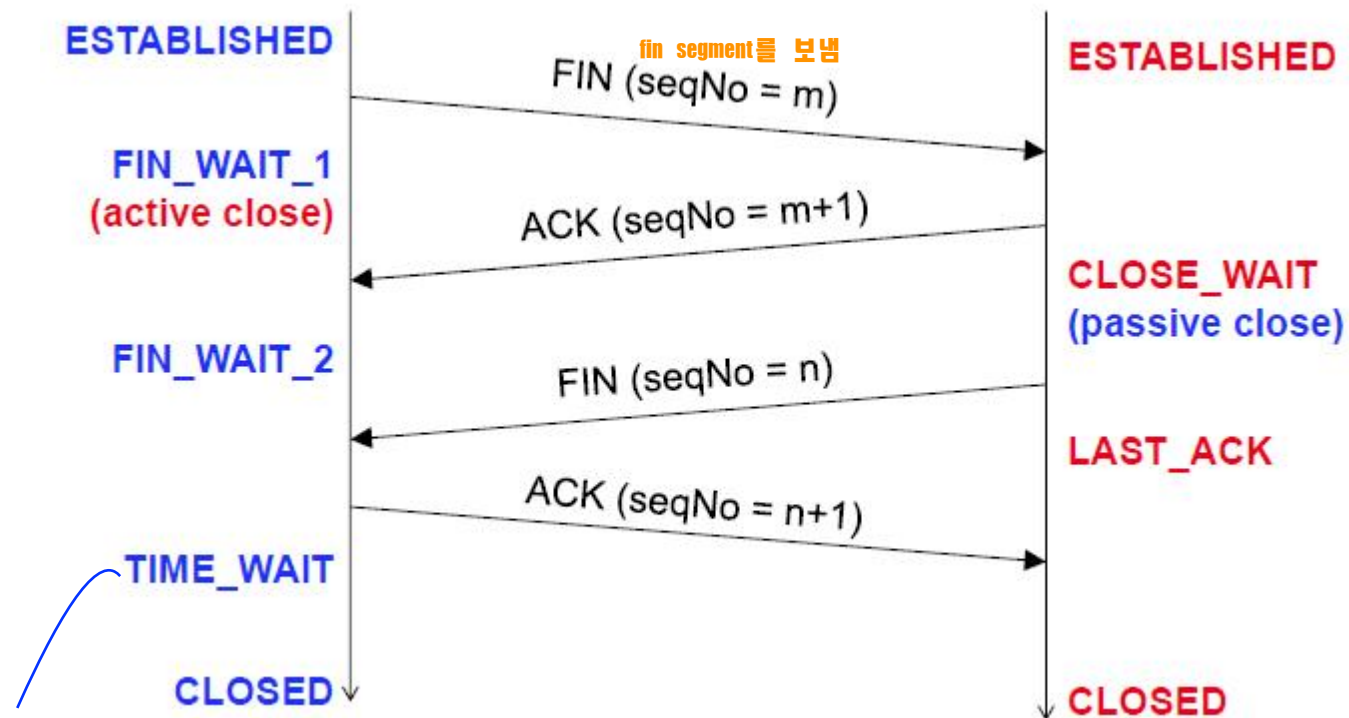 ESTABLISHED
fin segment를 보냄
ESTABLISHED
FIN (seqNo = m)
FIN_WAIT_1
(active close)
ACK (seqNo = m+1)
CLOSE_WAIT
(passive close)
FIN_WAIT_2
FIN (seqNo = n)
LAST_ACK
ACK (seqNo = n+1)
TIME_WAIT
CLOSED
CLOSED